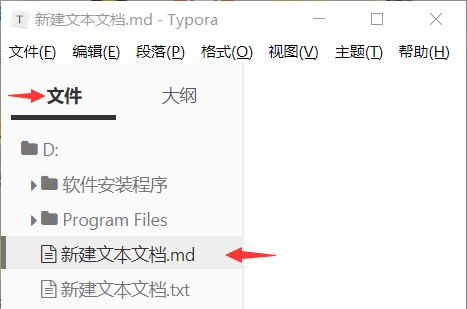 T 新建文本文档.md - Typora
文件(F) 编辑(E) 段落(P) 格式(O) 视图(V) 主题(T) 帮助(H)
文件 大纲
D:
软件安装程序
Program Files
新建文本文档.md
新建文本文档.txt